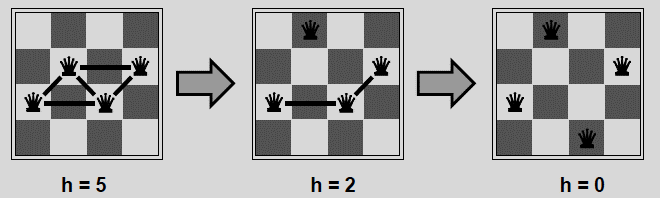 h = 5
h = 2
h = 0